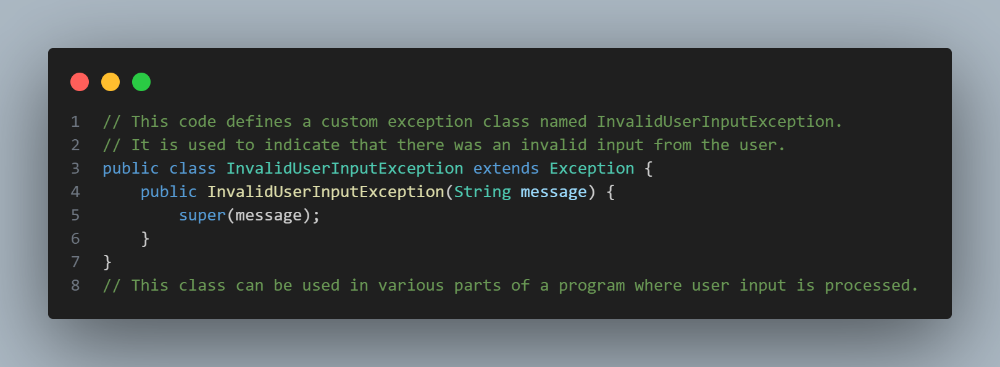 1 // This code defines a custom exception class named InvalidUserInputException.
2 // It is used to indicate that there was an invalid input from the user.
3 public class InvalidUserInputException extends Exception {
4     public InvalidUserInputException(String message) {
5         super(message);
6     }
7 }
8 // This class can be used in various parts of a program where user input is processed.